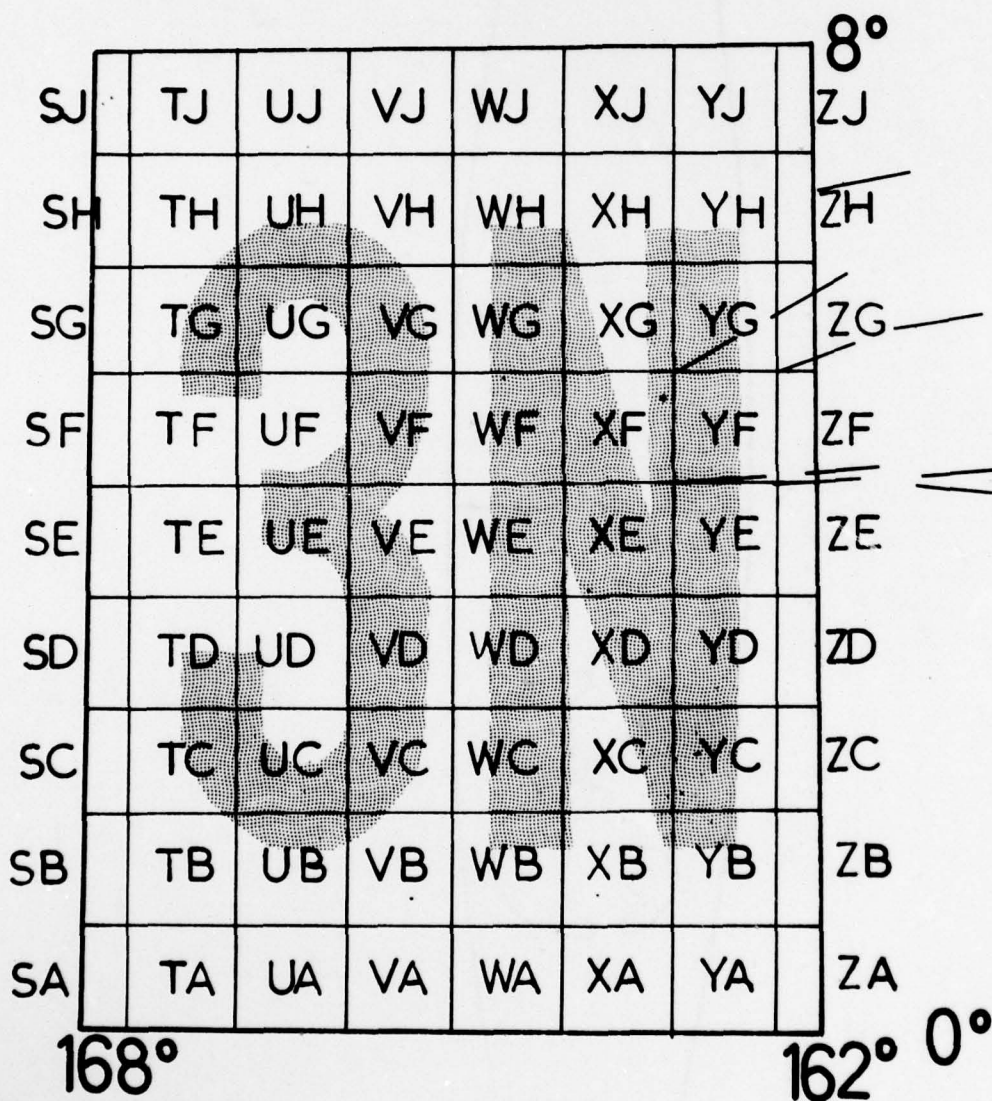 8°
SJ TJ UJ VJ WJ XJ YJ ZJ
SH TH UH VH WH XH YH ZH
SG TG UG VG WG XG YG ZG
SF TF UF VF WF XF YF ZF
SE TE UE VE WE XE YE ZE
SD TD UD VD WD XD YD ZD
SC TC UC VC WC XC YC ZC
SB TB UB VB WB XB YB ZB
SA TA UA VA WA XA YA ZA
168° 162° 0°
3N